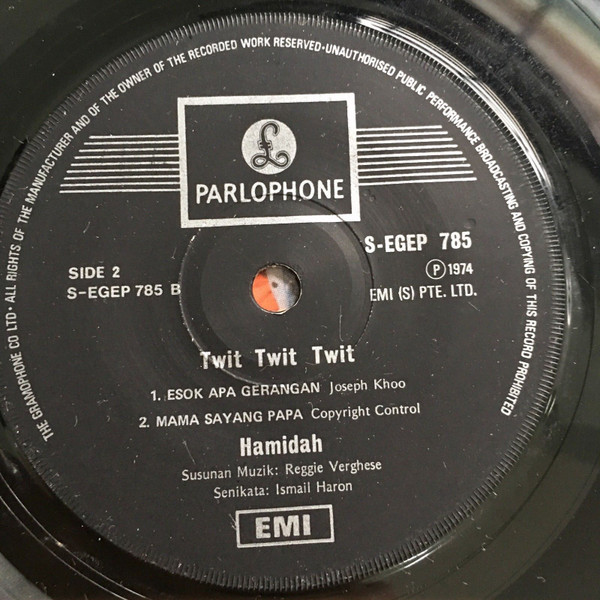 THE GRAMOPHONE CO LTD • ALL RIGHTS OF THE MANUFACTURER AND OF THE OWNER OF THE RECORDED WORK RESERVED • UNAUTHORISED PUBLIC PERFORMANCE BROADCASTING AND COPYING OF THIS RECORD PROHIBITED
£
PARLOPHONE
S-EGEP 785
SIDE 2
Ⓟ 1974
S-EGEP 785 B
EMI (S) PTE. LTD.
Twit Twit Twit
1. ESOK APA GERANGAN Joseph Khoo
2. MAMA SAYANG PAPA Copyright Control
Hamidah
Susunan Muzik: Reggie Verghese
Senikata: Ismail Haron
EMI